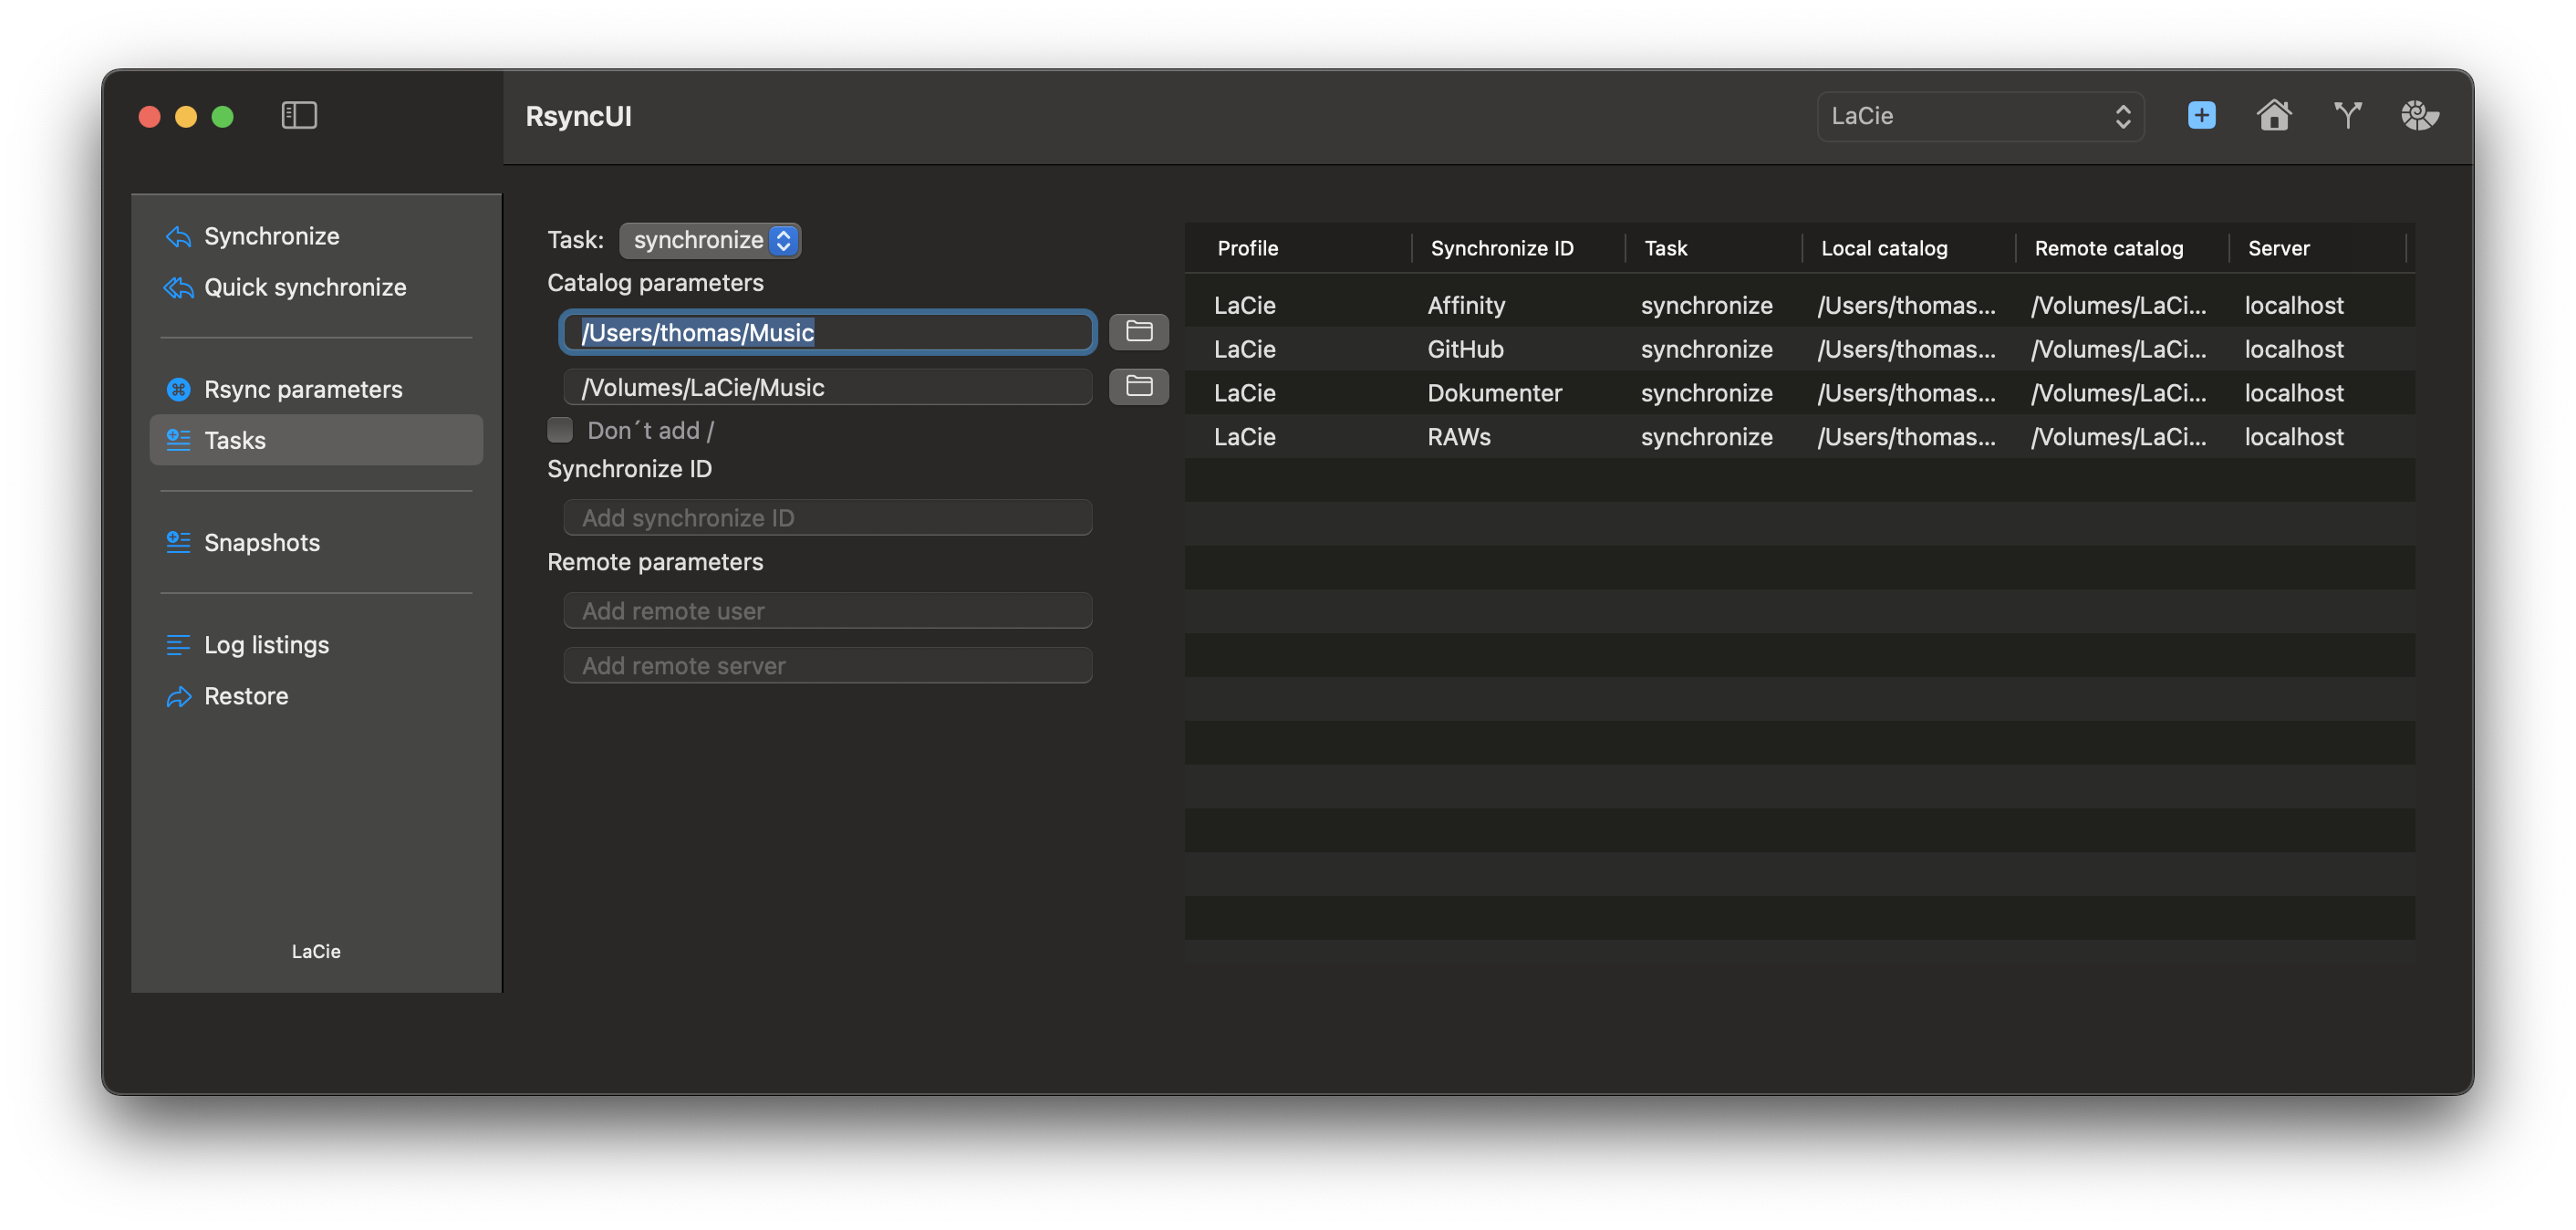 RsyncUI
LaCie
Synchronize
Quick synchronize
Rsync parameters
Tasks
Snapshots
Log listings
Restore
LaCie
Task: synchronize
Catalog parameters
/Users/thomas/Music
/Volumes/LaCie/Music
Don´t add /
Synchronize ID
Add synchronize ID
Remote parameters
Add remote user
Add remote server
Profile Synchronize ID Task Local catalog Remote catalog Server
LaCie Affinity synchronize /Users/thomas... /Volumes/LaCi... localhost
LaCie GitHub synchronize /Users/thomas... /Volumes/LaCi... localhost
LaCie Dokumenter synchronize /Users/thomas... /Volumes/LaCi... localhost
LaCie RAWs synchronize /Users/thomas... /Volumes/LaCi... localhost